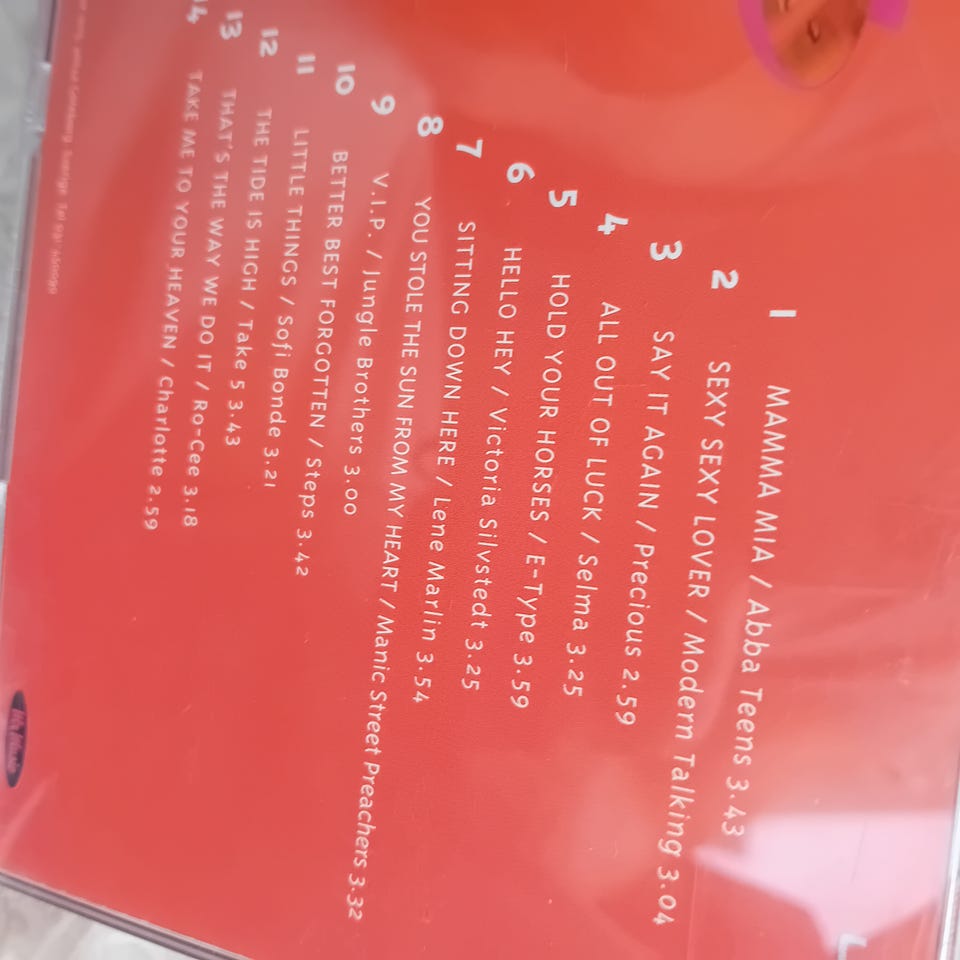 1 MAMMA MIA / Abba Teens 3.43
2 SEXY SEXY LOVER / Modern Talking 3.04
3 SAY IT AGAIN / Precious 2.59
4 ALL OUT OF LUCK / Selma 3.25
5 HOLD YOUR HORSES / E-Type 3.59
6 HELLO HEY / Victoria Silvstedt 3.25
7 SITTING DOWN HERE / Lene Marlin 3.54
8 YOU STOLE THE SUN FROM MY HEART / Manic Street Preachers 3.32
9 V.I.P. / Jungle Brothers 3.00
10 BETTER BEST FORGOTTEN / Steps 3.42
11 LITTLE THINGS / Sofi Bonde 3.21
12 THE TIDE IS HIGH / Take 5 3.43
13 THAT'S THE WAY WE DO IT / Ro-Cee 3.18
14 TAKE ME TO YOUR HEAVEN / Charlotte 2.59
Göteborg. Sverige. Tel